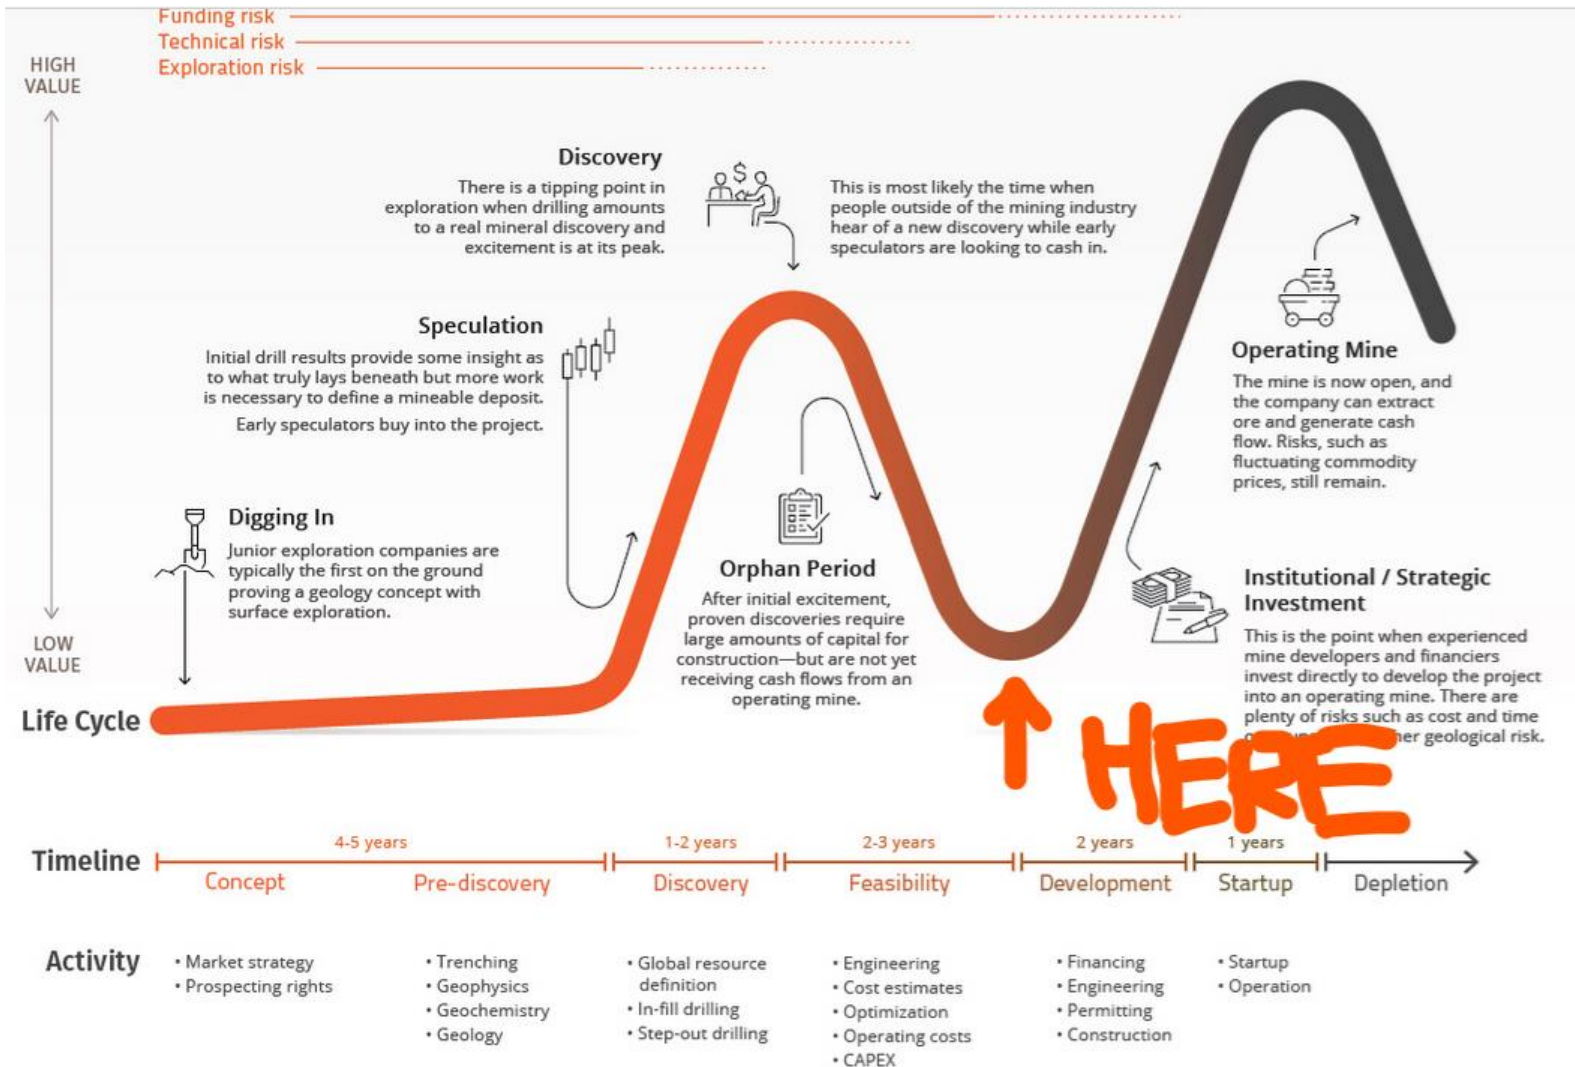 Funding risk
Technical risk
Exploration risk
HIGH
VALUE
Discovery
There is a tipping point in
exploration when drilling amounts
to a real mineral discovery and
excitement is at its peak.
$
This is most likely the time when
people outside of the mining industry
hear of a new discovery while early
speculators are looking to cash in.
Speculation
Initial drill results provide some insight as
to what truly lays beneath but more work
is necessary to define a mineable deposit.
Early speculators buy into the project.
Operating Mine
The mine is now open, and
the company can extract
ore and generate cash
flow. Risks, such as
fluctuating commodity
prices, still remain.
Digging In
Junior exploration companies are
typically the first on the ground
proving a geology concept with
surface exploration.
Orphan Period
After initial excitement,
proven discoveries require
large amounts of capital for
construction—but are not yet
receiving cash flows from an
operating mine.
Institutional / Strategic
Investment
This is the point when experienced
mine developers and financiers
invest directly to develop the project
into an operating mine. There are
plenty of risks such as cost and time
geological risk.
LOW
VALUE
Life Cycle
HERE
Timeline
4-5 years
1-2 years
2-3 years
2 years
1 years
Concept
Pre-discovery
Discovery
Feasibility
Development
Startup
Depletion
Activity
• Market strategy
• Prospecting rights
• Trenching
• Geophysics
• Geochemistry
• Geology
• Global resource
definition
• In-fill drilling
• Step-out drilling
• Engineering
• Cost estimates
• Optimization
• Operating costs
• CAPEX
• Financing
• Engineering
• Permitting
• Construction
• Startup
• Operation